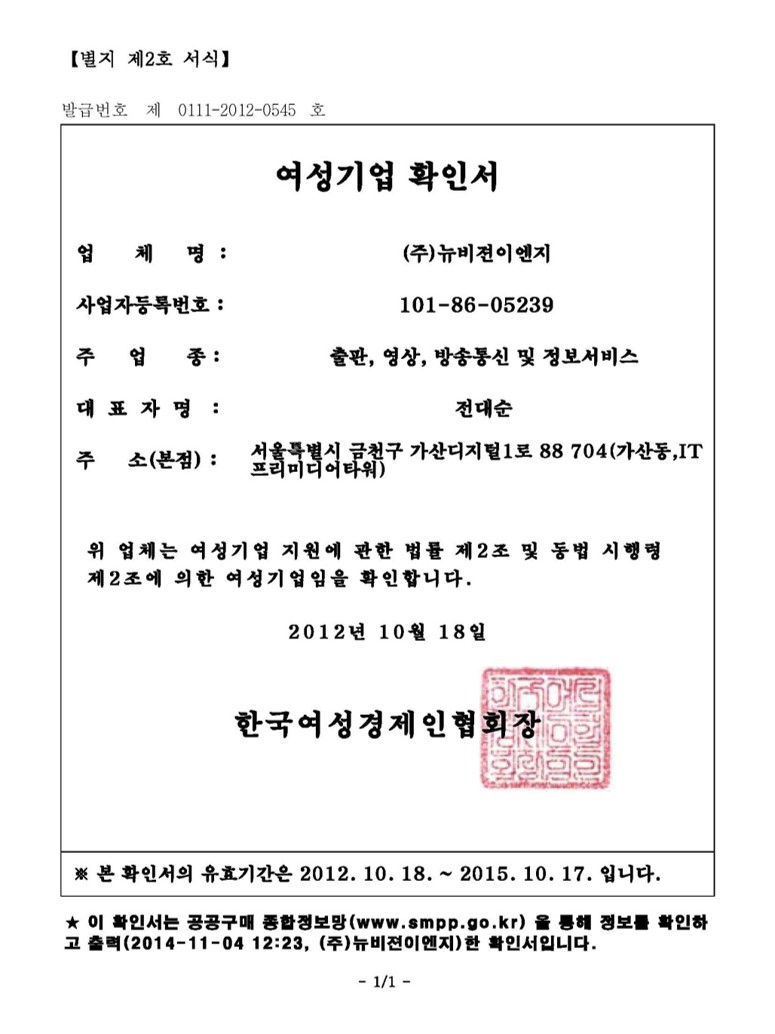 【별지 제2호 서식】
발급번호 제 0111-2012-0545 호
여성기업 확인서
업 체 명 : (주)뉴비젼이엔지
사업자등록번호 : 101-86-05239
주 업 종 : 출판, 영상, 방송통신 및 정보서비스
대 표 자 명 : 전대순
주 소(본점) : 서울특별시 금천구 가산디지털1로 88 704(가산동,IT
프리미디어타워)
위 업체는 여성기업 지원에 관한 법률 제2조 및 동법 시행령
제2조에 의한 여성기업임을 확인합니다.
2012년 10월 18일
한국여성경제인협회장
※ 본 확인서의 유효기간은 2012. 10. 18. ~ 2015. 10. 17. 입니다.
★ 이 확인서는 공공구매 종합정보망(www.smpp.go.kr) 을 통해 정보를 확인하
고 출력(2014-11-04 12:23, (주)뉴비젼이엔지)한 확인서입니다.
- 1/1 -